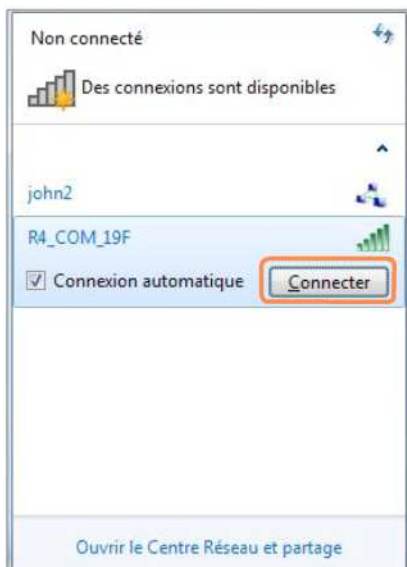 Non connecté
Des connexions sont disponibles
john2
R4_COM_19F
Connexion automatique Connecter
Ouvrir le Centre Réseau et partage